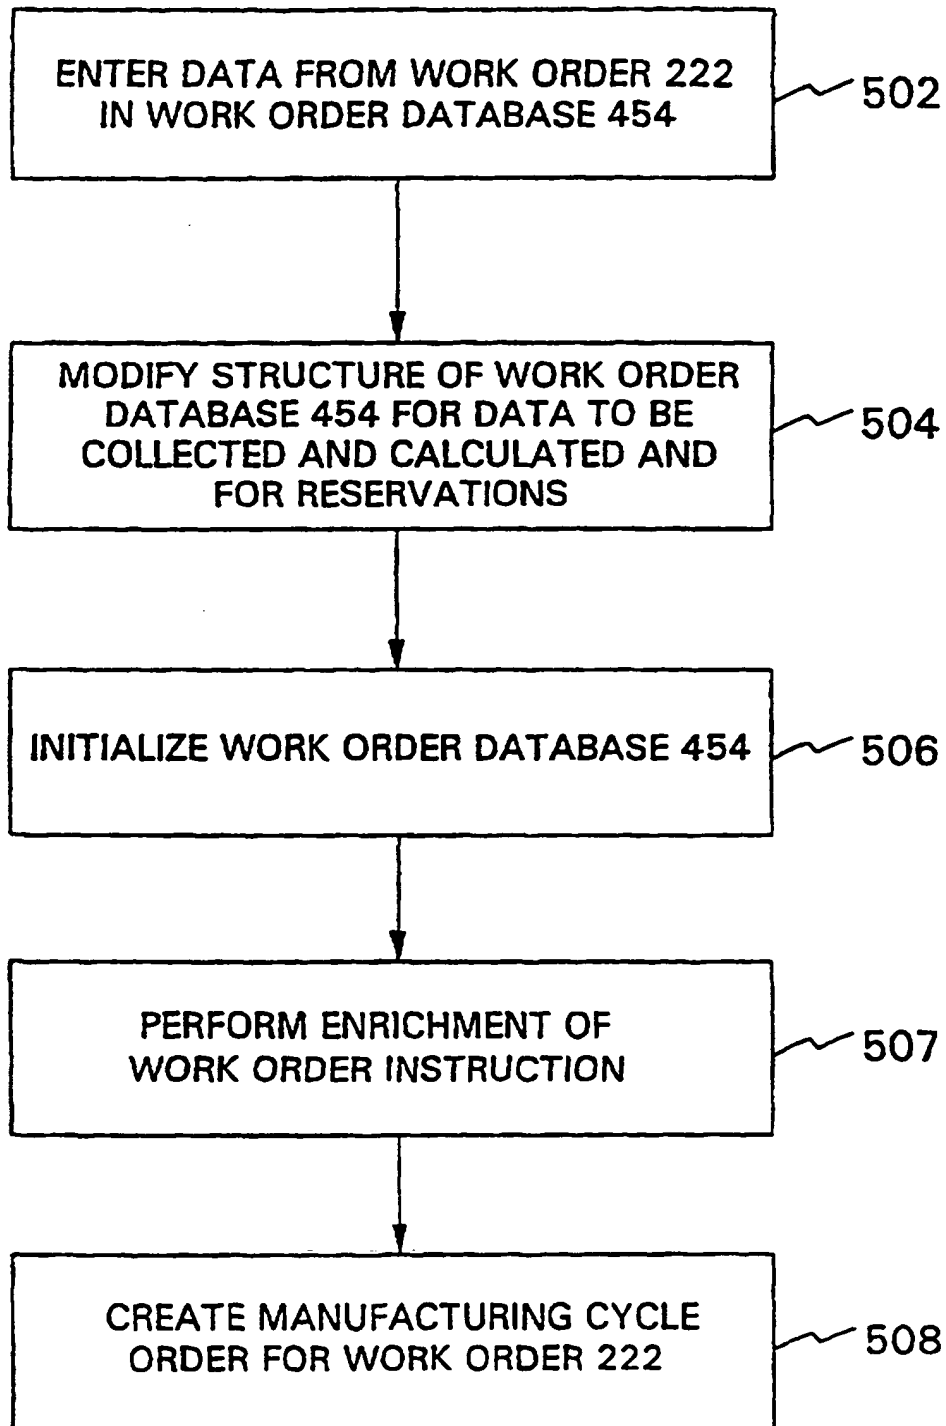 ENTER DATA FROM WORK ORDER 222
IN WORK ORDER DATABASE 454
502
MODIFY STRUCTURE OF WORK ORDER
DATABASE 454 FOR DATA TO BE
COLLECTED AND CALCULATED AND
FOR RESERVATIONS
504
INITIALIZE WORK ORDER DATABASE 454
506
PERFORM ENRICHMENT OF
WORK ORDER INSTRUCTION
507
CREATE MANUFACTURING CYCLE
ORDER FOR WORK ORDER 222
508